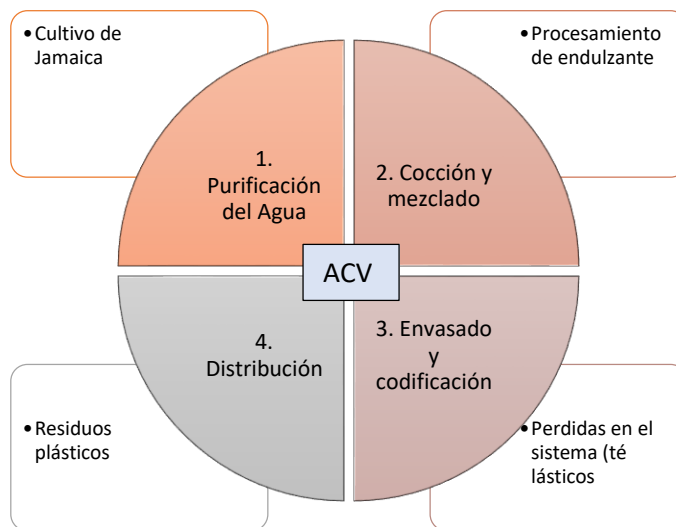 •Cultivo de
Jamaica
•Procesamiento
de endulzante
1.
Purificación
del Agua
2. Cocción y
mezclado
ACV
4.
Distribución
3. Envasado
y
codificación
•Residuos
plásticos
•Perdidas en el
sistema (té
lásticos